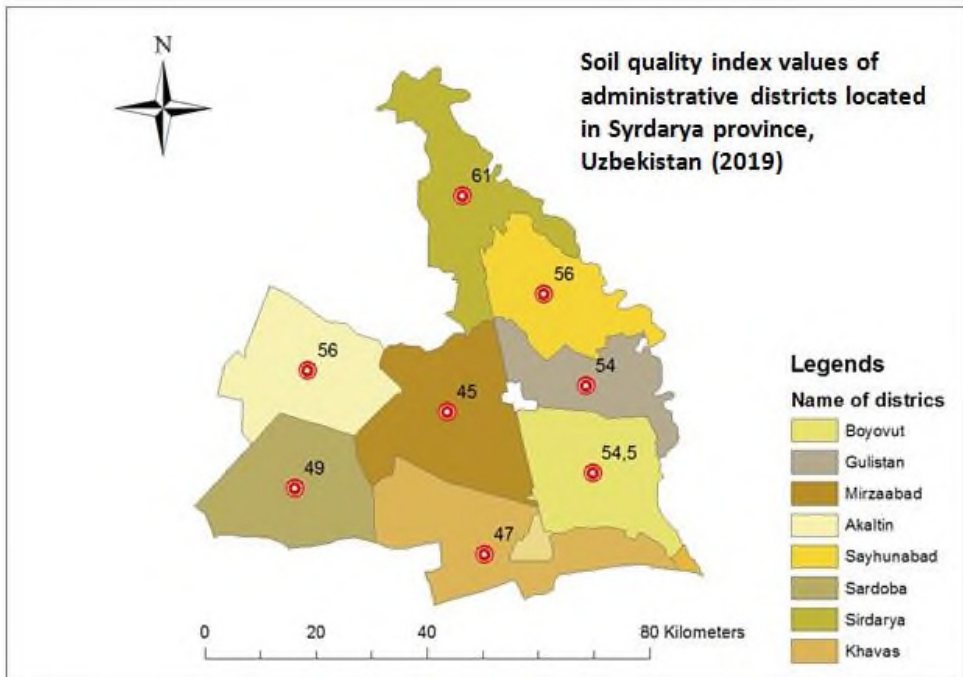 N
Soil quality index values of
administrative districts located
in Syrdarya province,
Uzbekistan (2019)
61
56
56
54
45
54,5
49
47
Legends
Name of districs
Boyovut
Gulistan
Mirzaabad
Akaltin
Sayhunabad
Sardoba
Sirdarya
Khavas
0 20 40 80 Kilometers